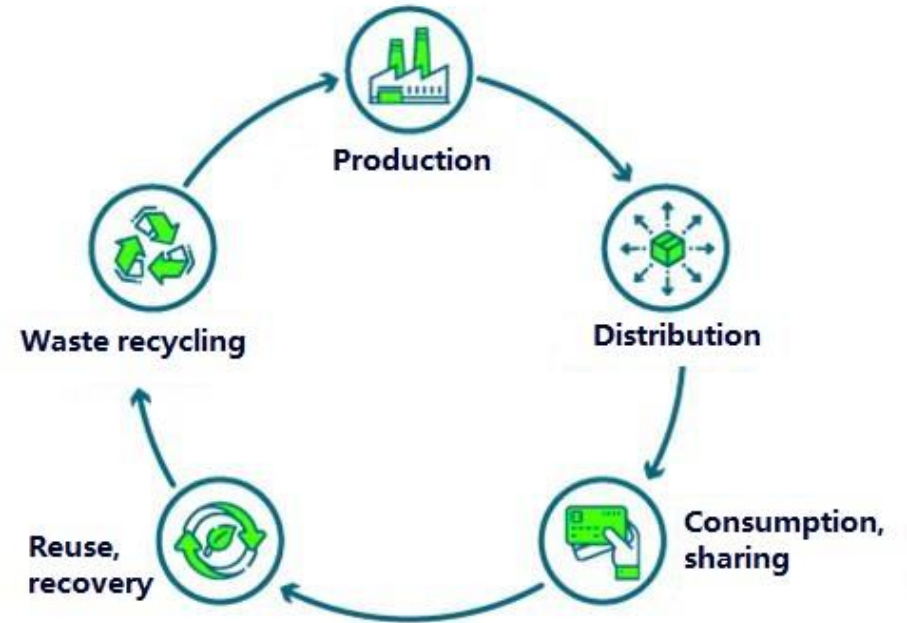 Production
Distribution
Consumption,
sharing
Reuse,
recovery
Waste recycling